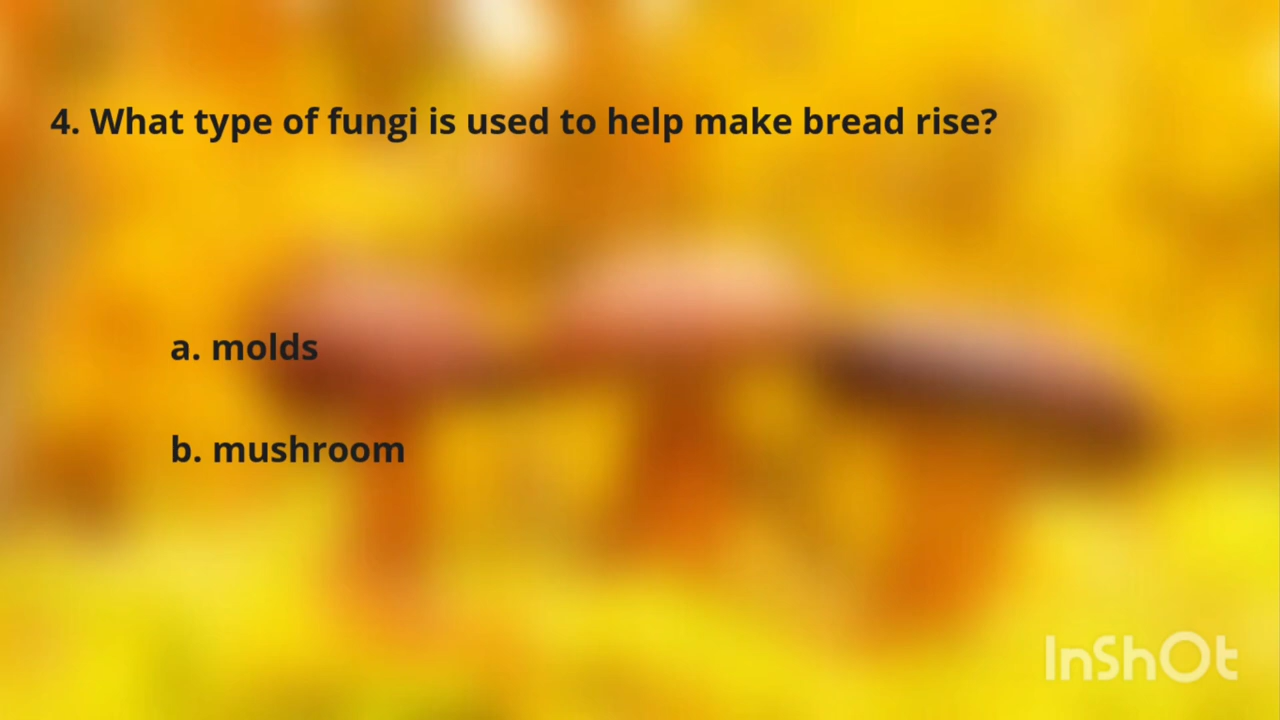 4. What type of fungi is used to help make bread rise?
a. molds
b. mushroom
InShOt